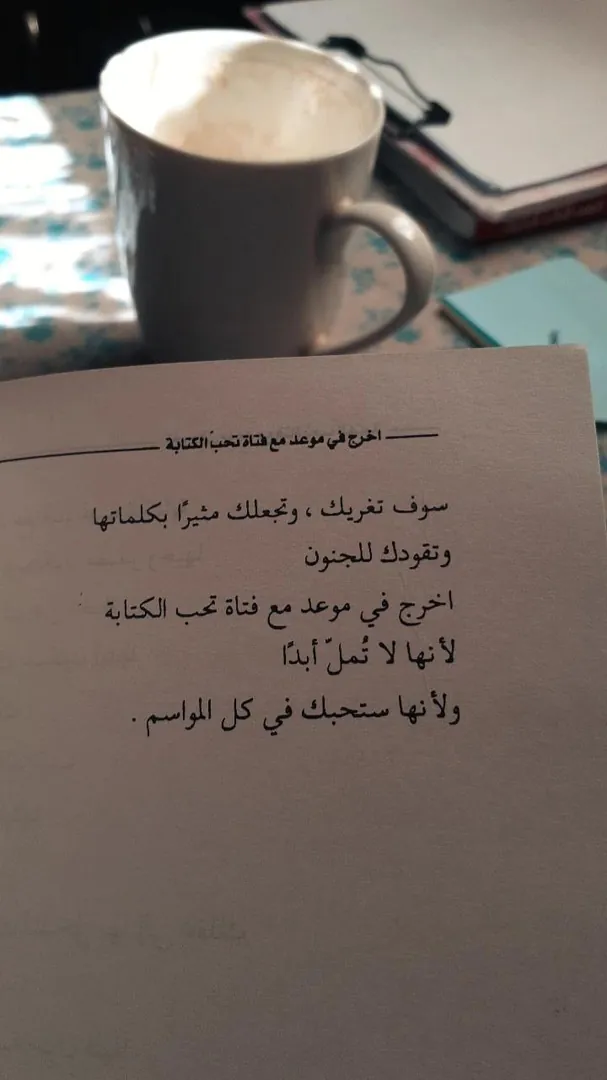 اخرج في موعد مع فتاة تحبّ الكتابة
سوف تغريك ، وتجعلك مثيرًا بكلماتها
وتقودك للجنون
اخرج في موعد مع فتاة تحب الكتابة
لأنها لا تُملّ أبدًا
ولأنها ستحبك في كل المواسم .